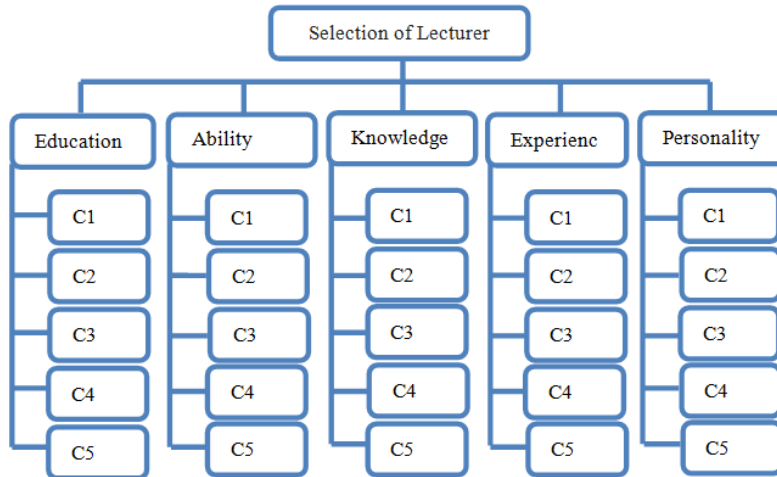 Selection of Lecturer
Education
Ability
Knowledge
Experienc
Personality
C1
C1
C1
C1
C1
C2
C2
C2
C2
C2
C3
C3
C3
C3
C3
C4
C4
C4
C4
C4
C5
C5
C5
C5
C5